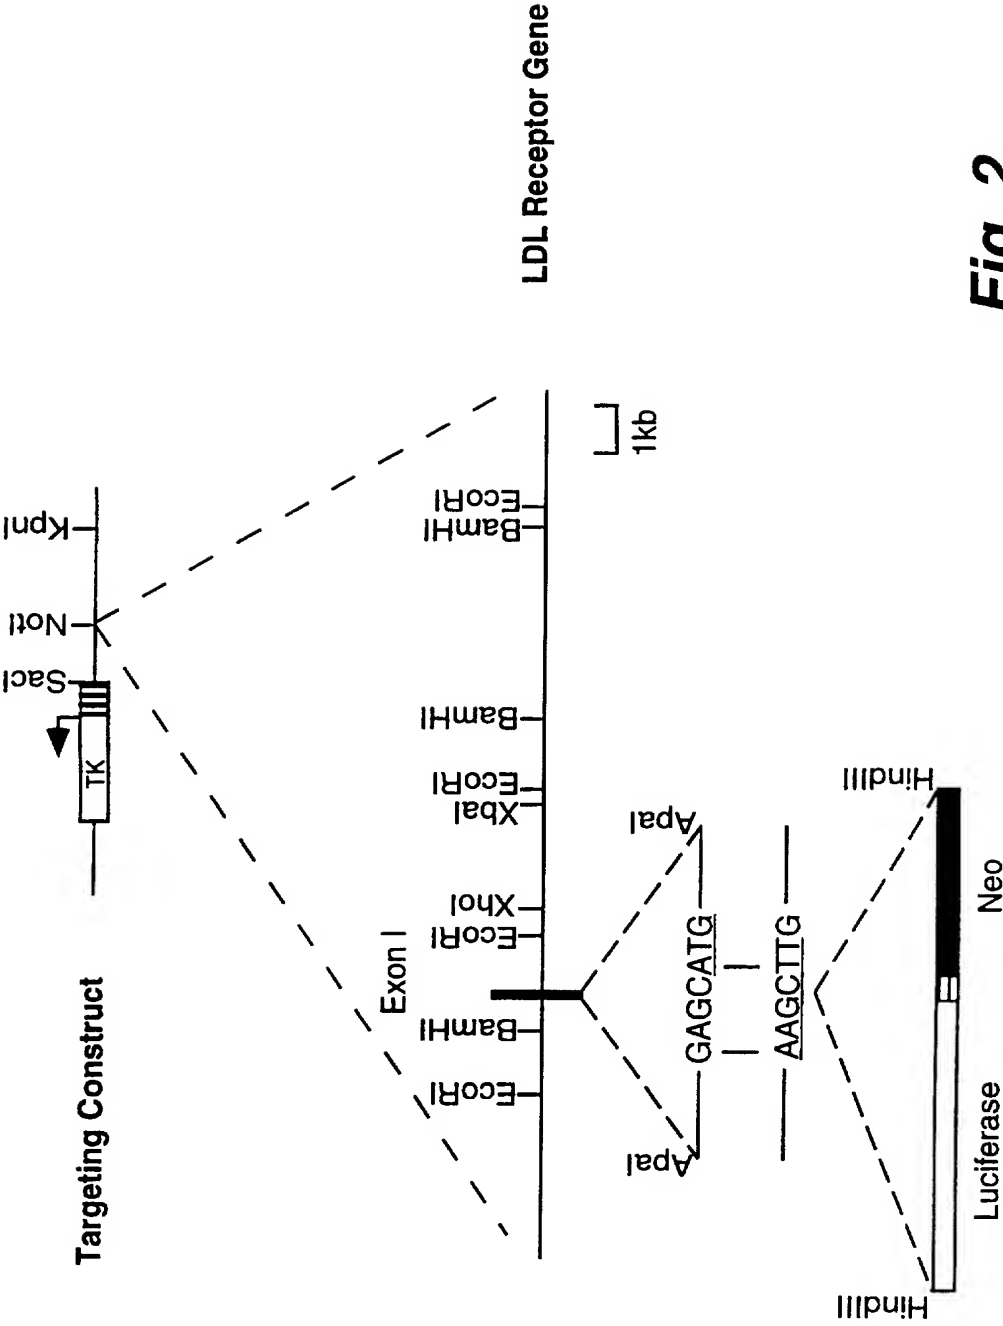 Targeting Construct
TK
SacI
NotI
KpnI
LDL Receptor Gene
EcoRI
BamHI
Exon I
EcoRI
XhoI
XbaI
EcoRI
BamHI
BamHI
EcoRI
1kb
ApaI
ApaI
GAGCATG
AAGCTTG
HindIII
HindIII
Luciferase
Neo
Fig. 2